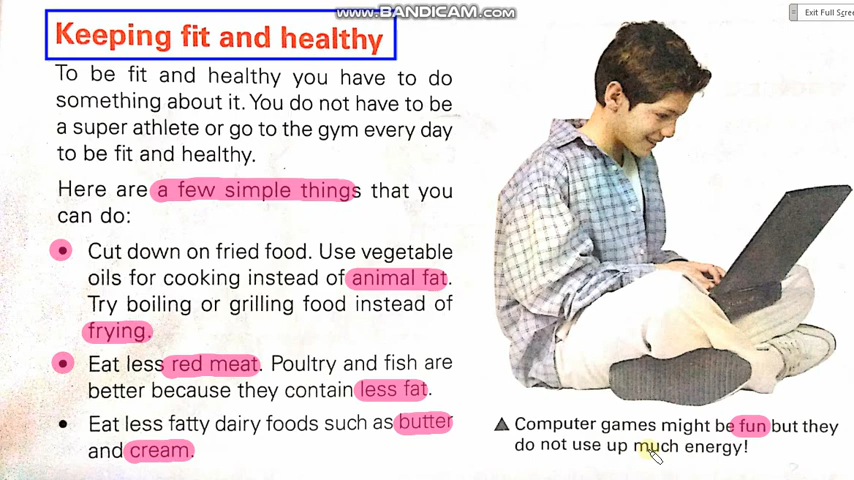 www.BANDICAM.com
Exit Full Scre
Keeping fit and healthy
To be fit and healthy you have to do
something about it. You do not have to be
a super athlete or go to the gym every day
to be fit and healthy.
Here are a few simple things that you
can do:
• Cut down on fried food. Use vegetable
oils for cooking instead of animal fat.
Try boiling or grilling food instead of
frying.
• Eat less red meat. Poultry and fish are
better because they contain less fat.
• Eat less fatty dairy foods such as butter
and cream.
▲ Computer games might be fun but they
do not use up much energy!